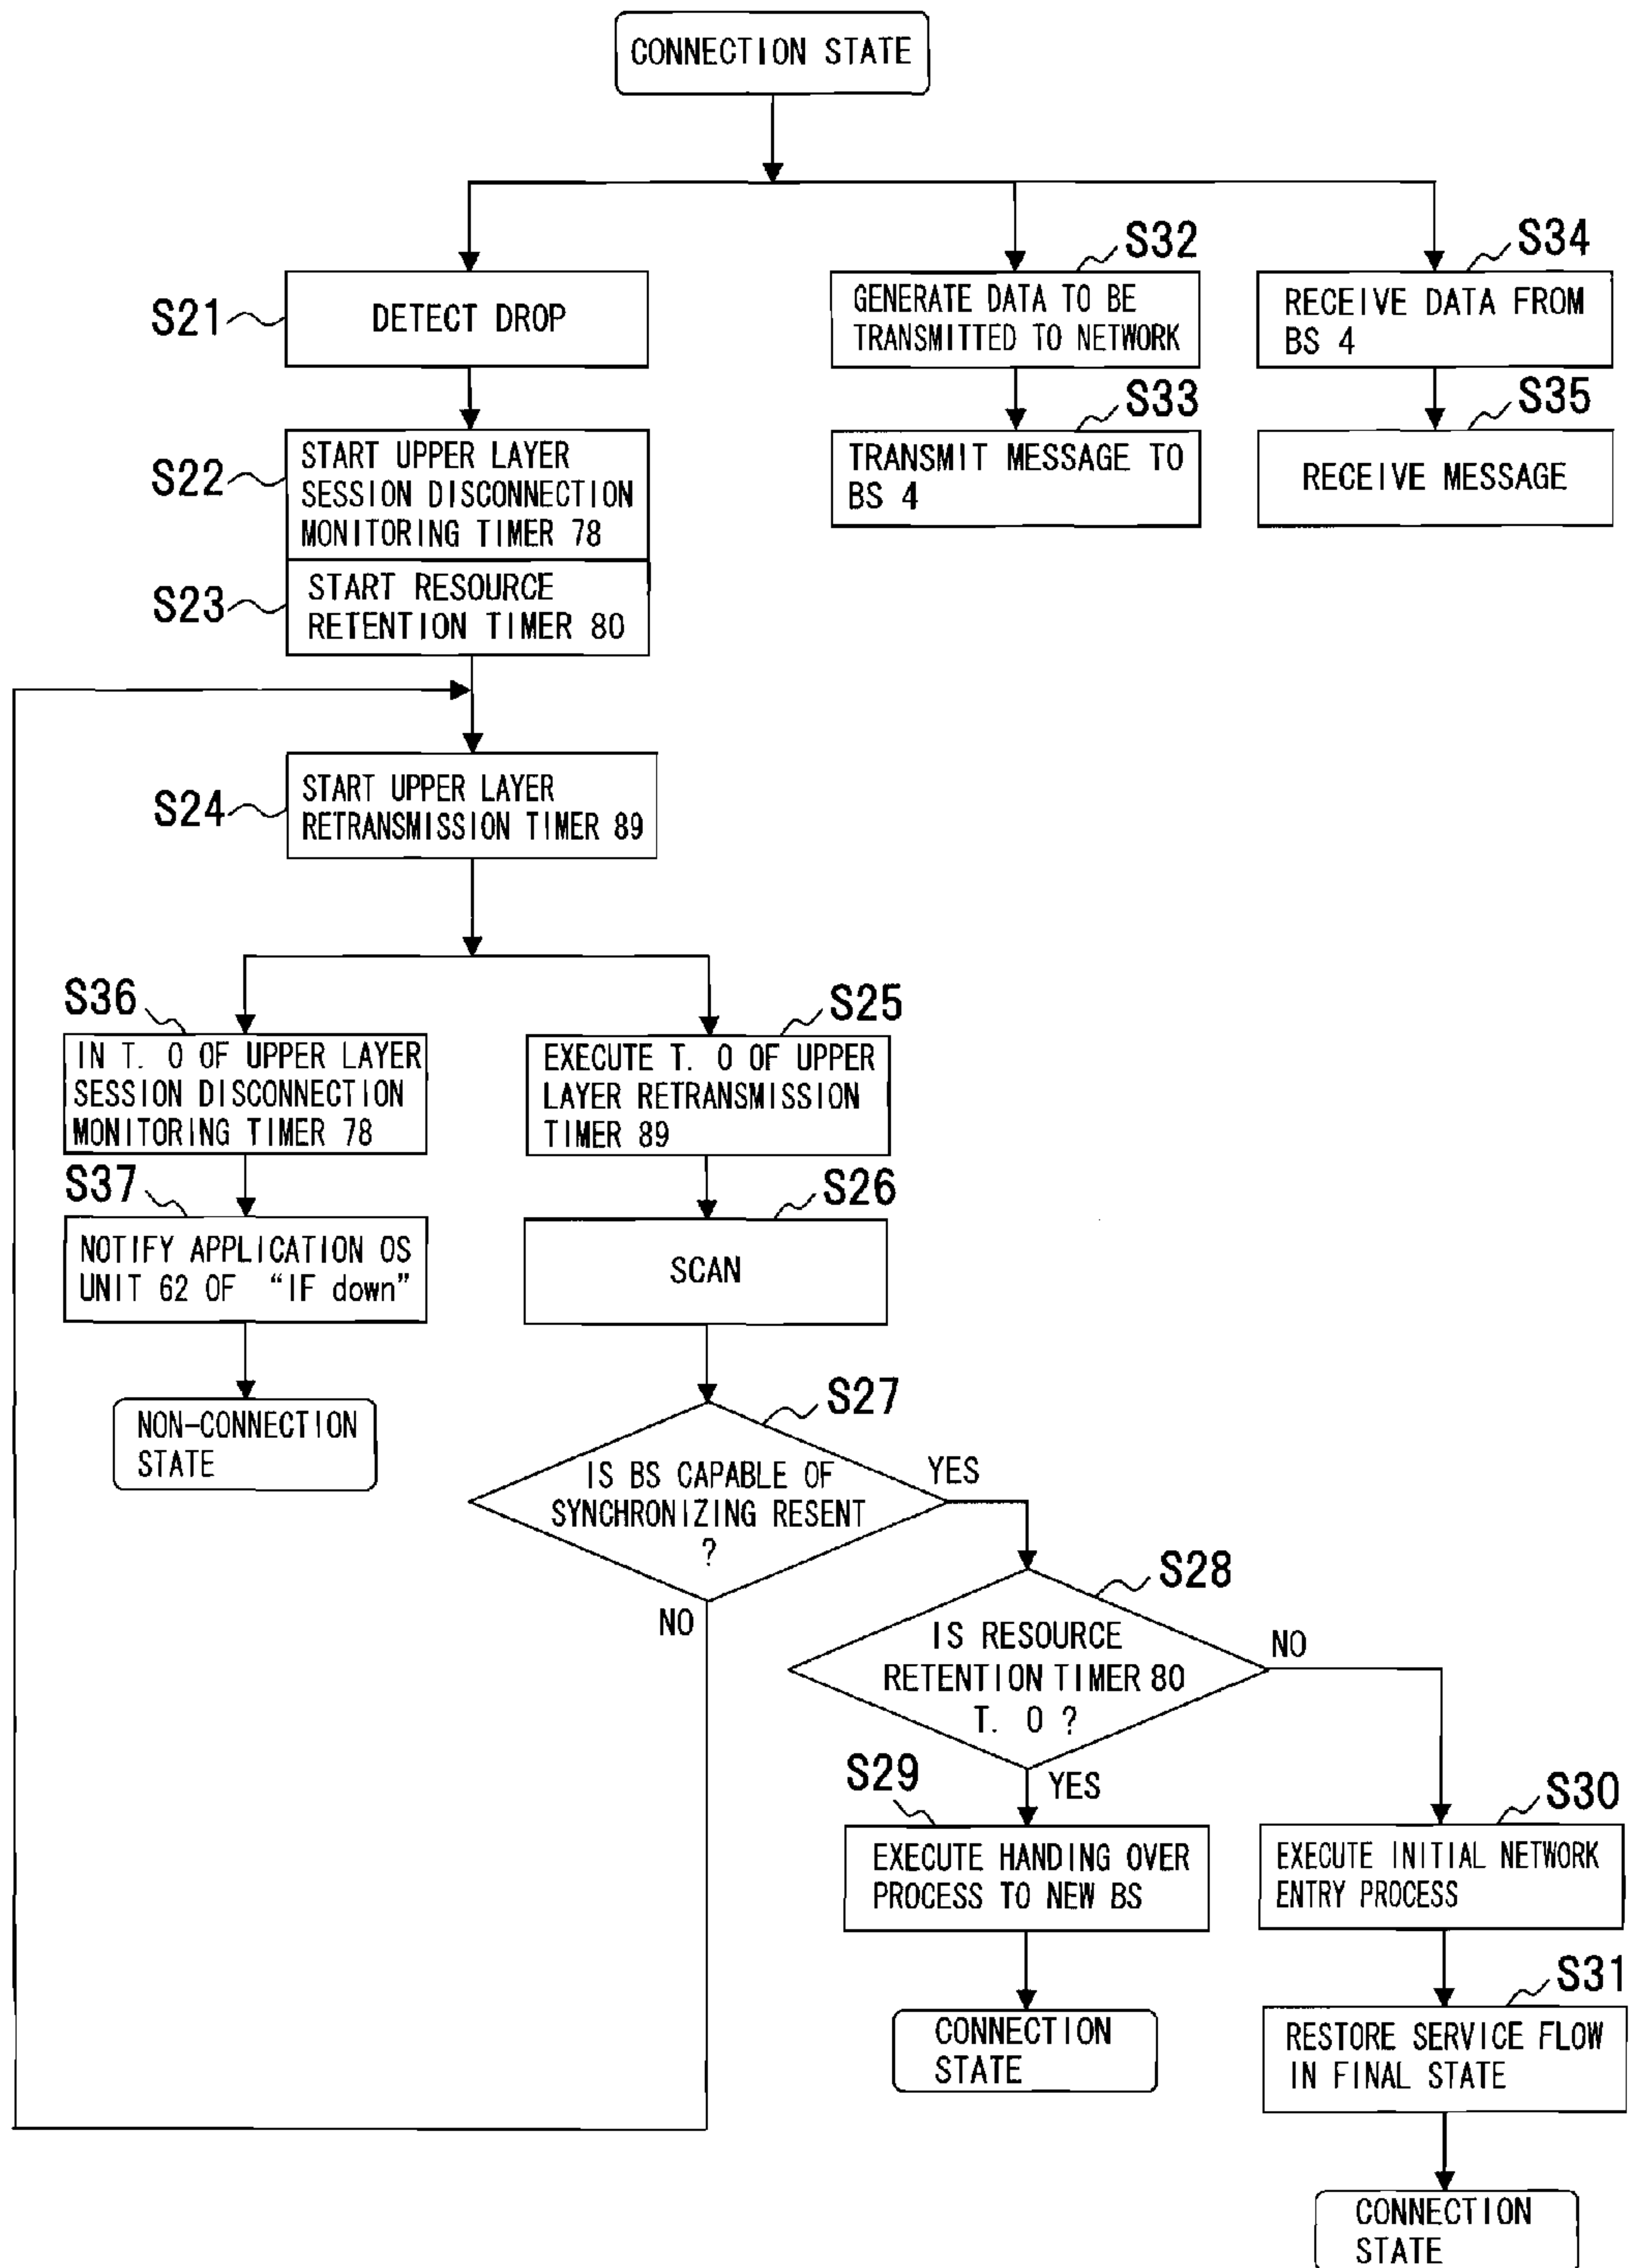 CONNECTION STATE
S21
DETECT DROP
S32
GENERATE DATA TO BE
TRANSMITTED TO NETWORK
S34
RECEIVE DATA FROM
BS 4
S22
START UPPER LAYER
SESSION DISCONNECTION
MONITORING TIMER 78
S33
TRANSMIT MESSAGE TO
BS 4
S35
RECEIVE MESSAGE
S23
START RESOURCE
RETENTION TIMER 80
S24
START UPPER LAYER
RETRANSMISSION TIMER 89
S36
IN T. O OF UPPER LAYER
SESSION DISCONNECTION
MONITORING TIMER 78
S25
EXECUTE T. O OF UPPER
LAYER RETRANSMISSION
TIMER 89
S37
NOTIFY APPLICATION OS
UNIT 62 OF “IF down”
S26
SCAN
NON-CONNECTION
STATE
S27
IS BS CAPABLE OF
SYNCHRONIZING RESENT
?
YES
NO
S28
IS RESOURCE
RETENTION TIMER 80
T. O ?
NO
YES
S29
EXECUTE HANDING OVER
PROCESS TO NEW BS
S30
EXECUTE INITIAL NETWORK
ENTRY PROCESS
CONNECTION
STATE
S31
RESTORE SERVICE FLOW
IN FINAL STATE
CONNECTION
STATE